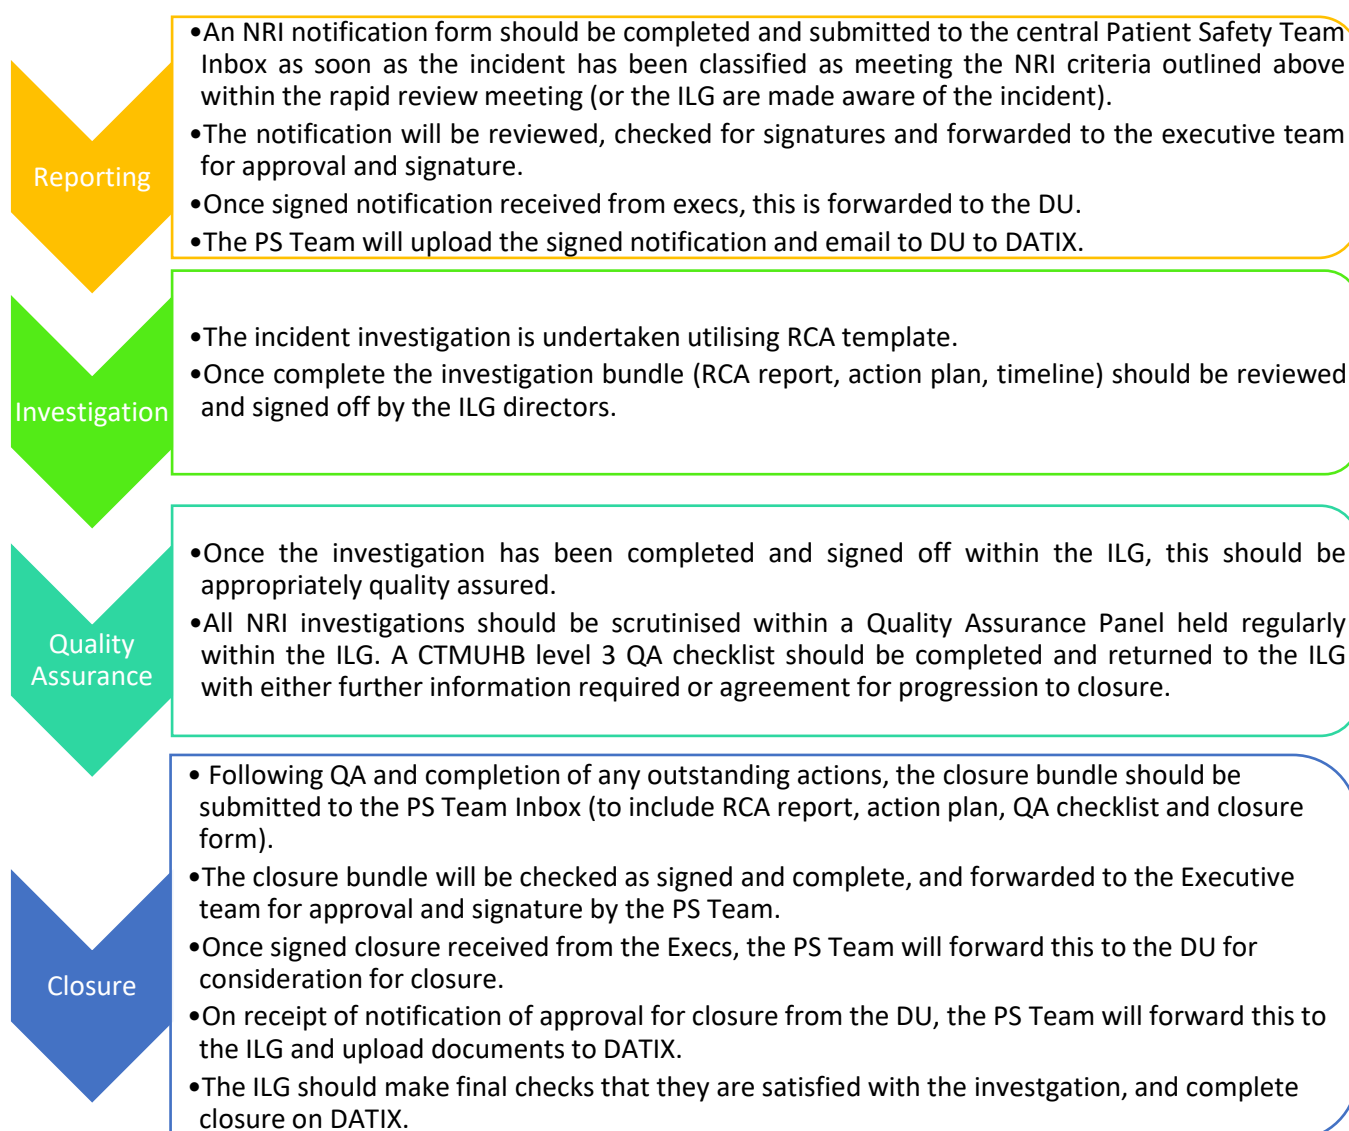 Reporting
•An NRI notification form should be completed and submitted to the central Patient Safety Team
Inbox as soon as the incident has been classified as meeting the NRI criteria outlined above
within the rapid review meeting (or the ILG are made aware of the incident).
•The notification will be reviewed, checked for signatures and forwarded to the executive team
for approval and signature.
•Once signed notification received from execs, this is forwarded to the DU.
•The PS Team will upload the signed notification and email to DU to DATIX.
Investigation
•The incident investigation is undertaken utilising RCA template.
•Once complete the investigation bundle (RCA report, action plan, timeline) should be reviewed
and signed off by the ILG directors.
Quality
Assurance
•Once the investigation has been completed and signed off within the ILG, this should be
appropriately quality assured.
•All NRI investigations should be scrutinised within a Quality Assurance Panel held regularly
within the ILG. A CTMUHB level 3 QA checklist should be completed and returned to the ILG
with either further information required or agreement for progression to closure.
Closure
• Following QA and completion of any outstanding actions, the closure bundle should be
submitted to the PS Team Inbox (to include RCA report, action plan, QA checklist and closure
form).
•The closure bundle will be checked as signed and complete, and forwarded to the Executive
team for approval and signature by the PS Team.
•Once signed closure received from the Execs, the PS Team will forward this to the DU for
consideration for closure.
•On receipt of notification of approval for closure from the DU, the PS Team will forward this to
the ILG and upload documents to DATIX.
•The ILG should make final checks that they are satisfied with the investgation, and complete
closure on DATIX.